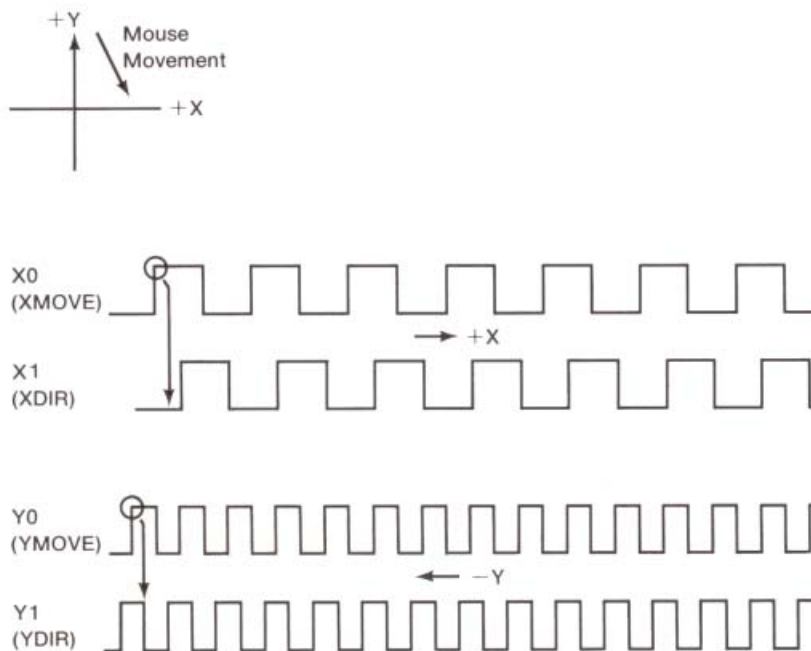 +Y
Mouse
Movement
+X
X0
(XMOVE)
+X
X1
(XDIR)
Y0
(YMOVE)
−Y
Y1
(YDIR)